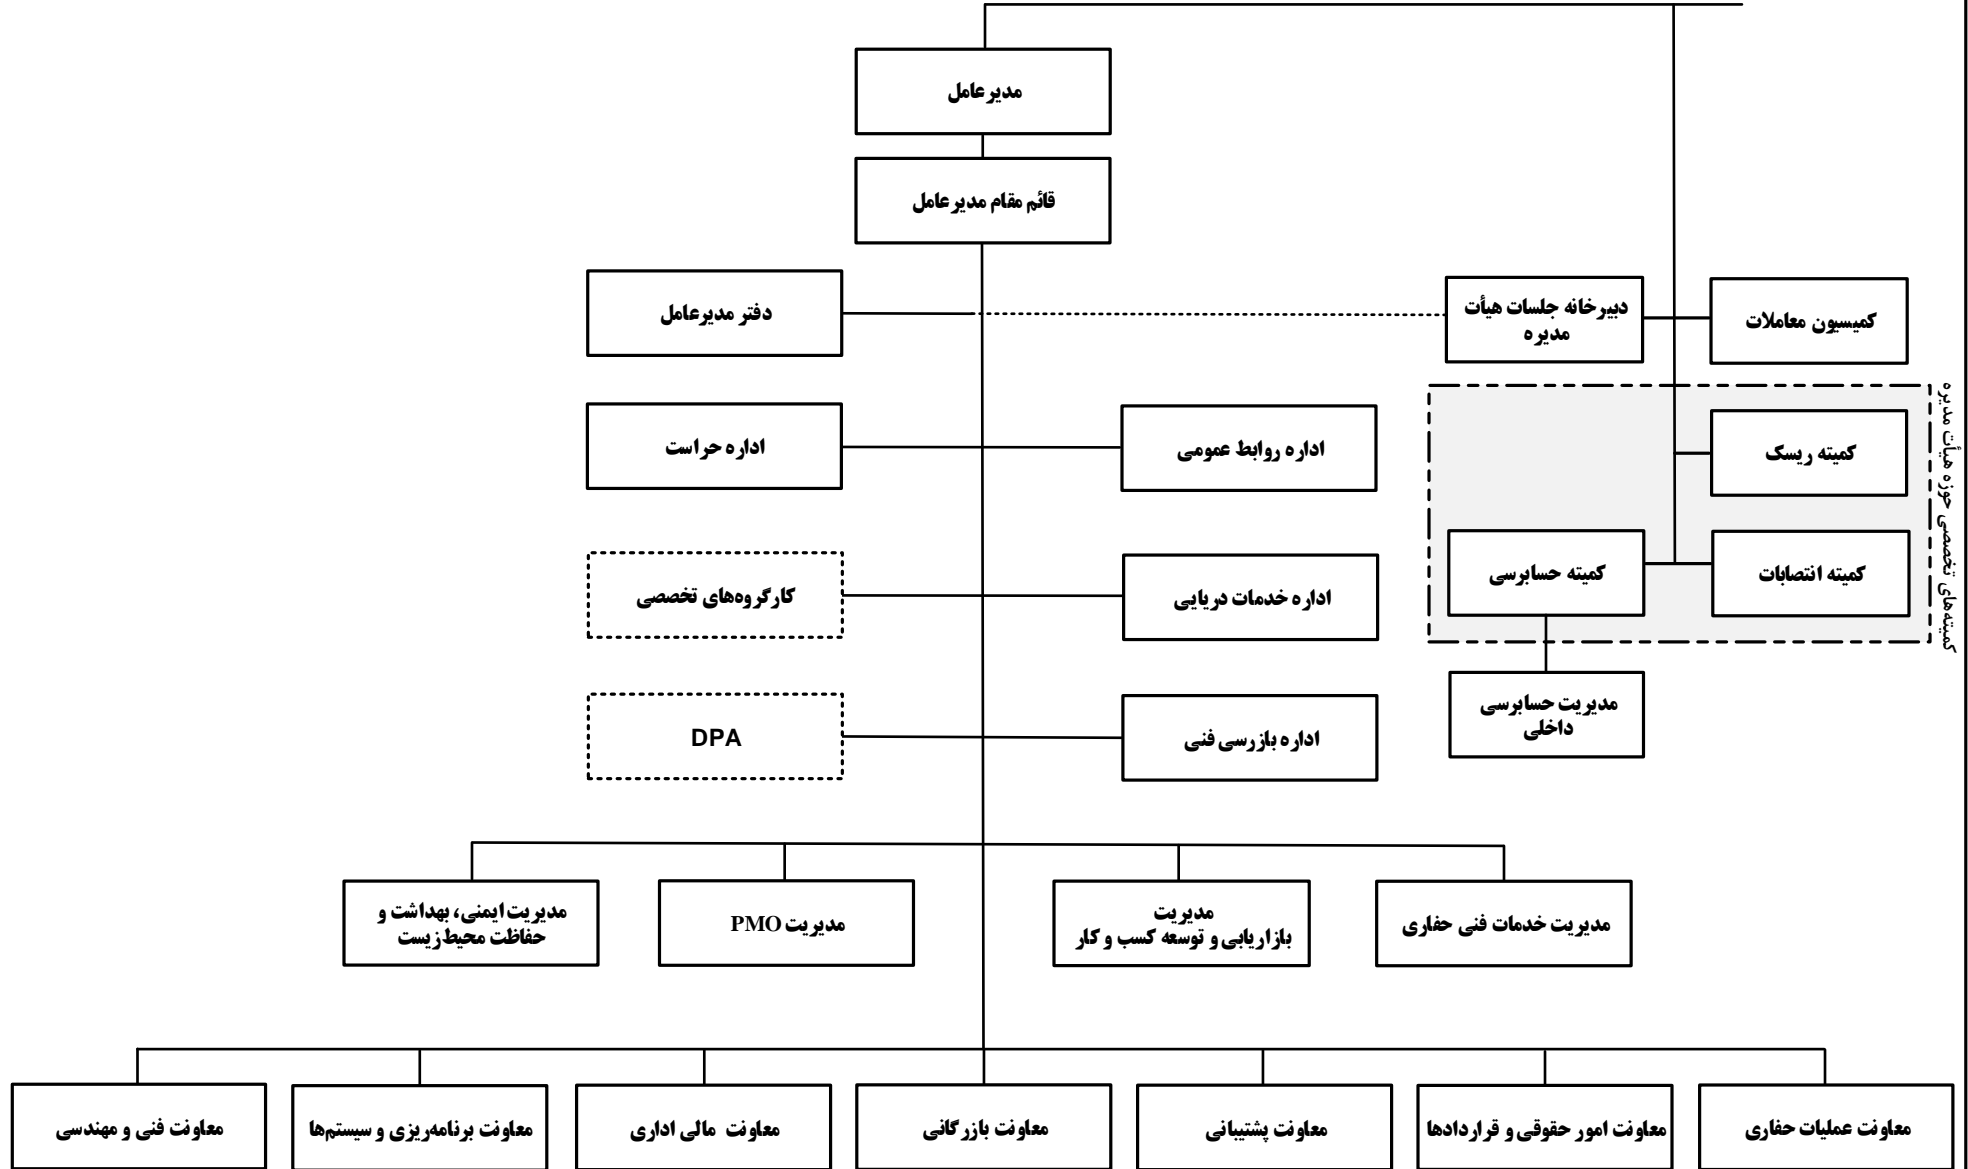 مدیرعامل
قائم مقام مدیرعامل
دبیرخانه جلسات هیأت
مدیره
کمیسیون معاملات
دفتر مدیرعامل
کمیته‌های تخصصی حوزه هیأت مدیره
کمیته ریسک
اداره روابط عمومی
اداره حراست
کمیته انتصابات
کمیته حسابرسی
اداره خدمات دریایی
کارگروه‌های تخصصی
مدیریت حسابرسی
داخلی
اداره بازرسی فنی
DPA
مدیریت خدمات فنی حفاری
مدیریت
بازاریابی و توسعه کسب و کار
مدیریت PMO
مدیریت ایمنی، بهداشت و
حفاظت محیط‌زیست
معاونت عملیات حفاری
معاونت امور حقوقی و قراردادها
معاونت پشتیبانی
معاونت بازرگانی
معاونت مالی اداری
معاونت برنامه‌ریزی و سیستم‌ها
معاونت فنی و مهندسی